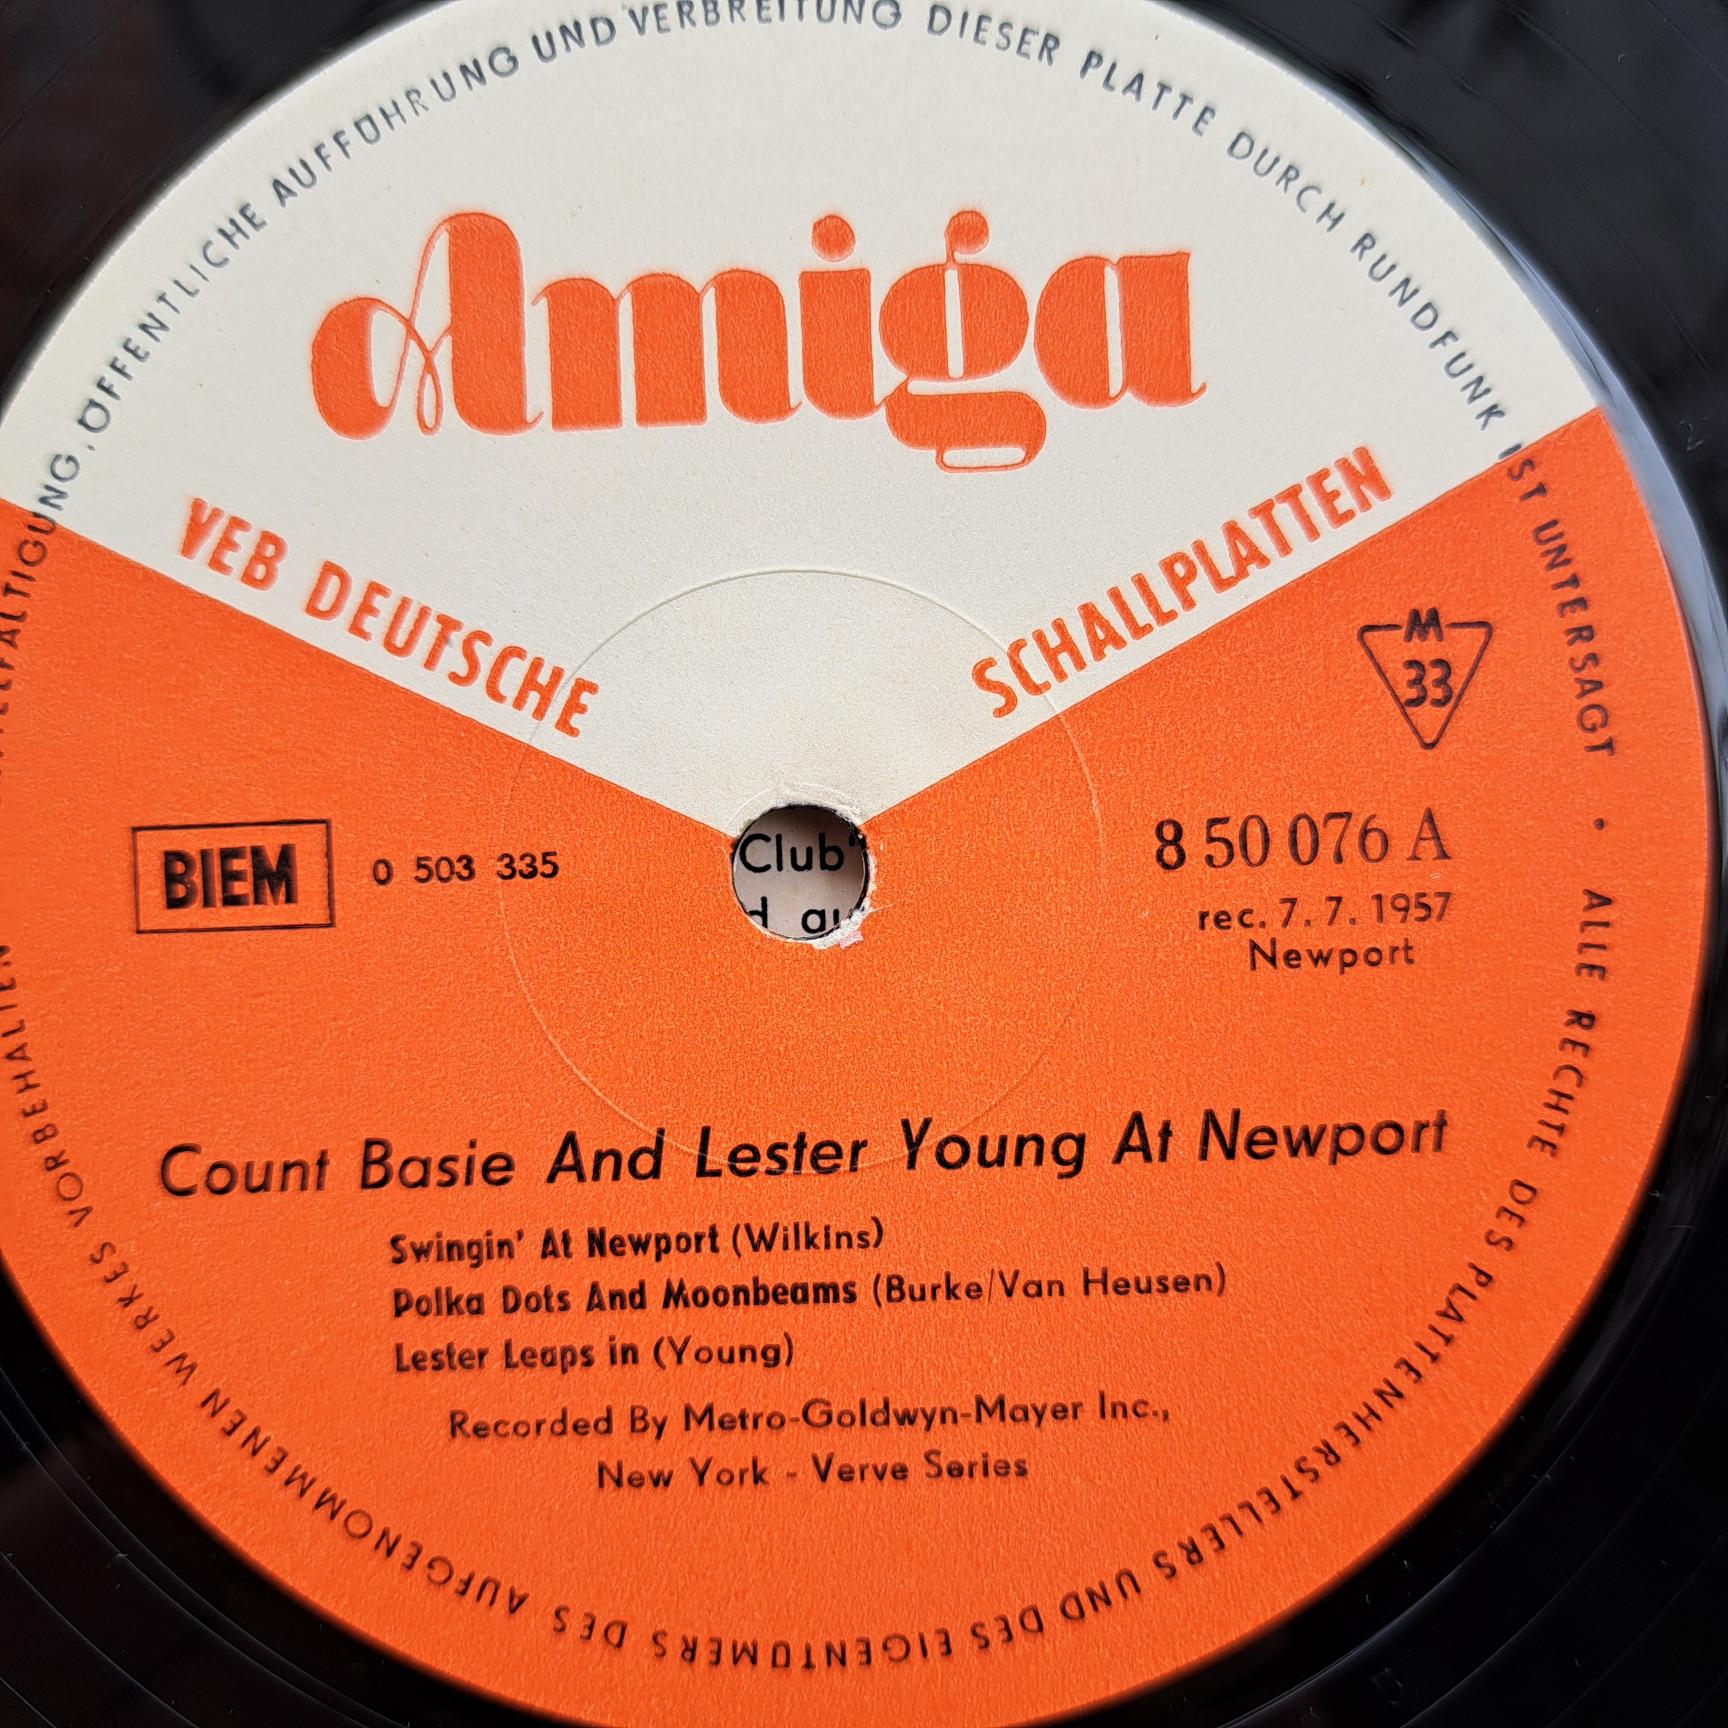 ALLE RECHTE DES PLATTENHERSTELLERS UND DES EIGENTÜMERS DES AUFGENOMMENEN WERKES VORBEHALTEN
ÖFFENTLICHE AUFFÜHRUNG UND VERBREITUNG DIESER PLATTE DURCH RUNDFUNK IST UNTERSAGT •
Amiga
VEB DEUTSCHE SCHALLPLATTEN
M
33
BIEM 0 503 335
8 50 076 A
rec. 7. 7. 1957
Newport
Club"
Count Basie And Lester Young At Newport
Swingin' At Newport (Wilkins)
Polka Dots And Moonbeams (Burke/Van Heusen)
Lester Leaps in (Young)
Recorded By Metro-Goldwyn-Mayer Inc.,
New York - Verve Series